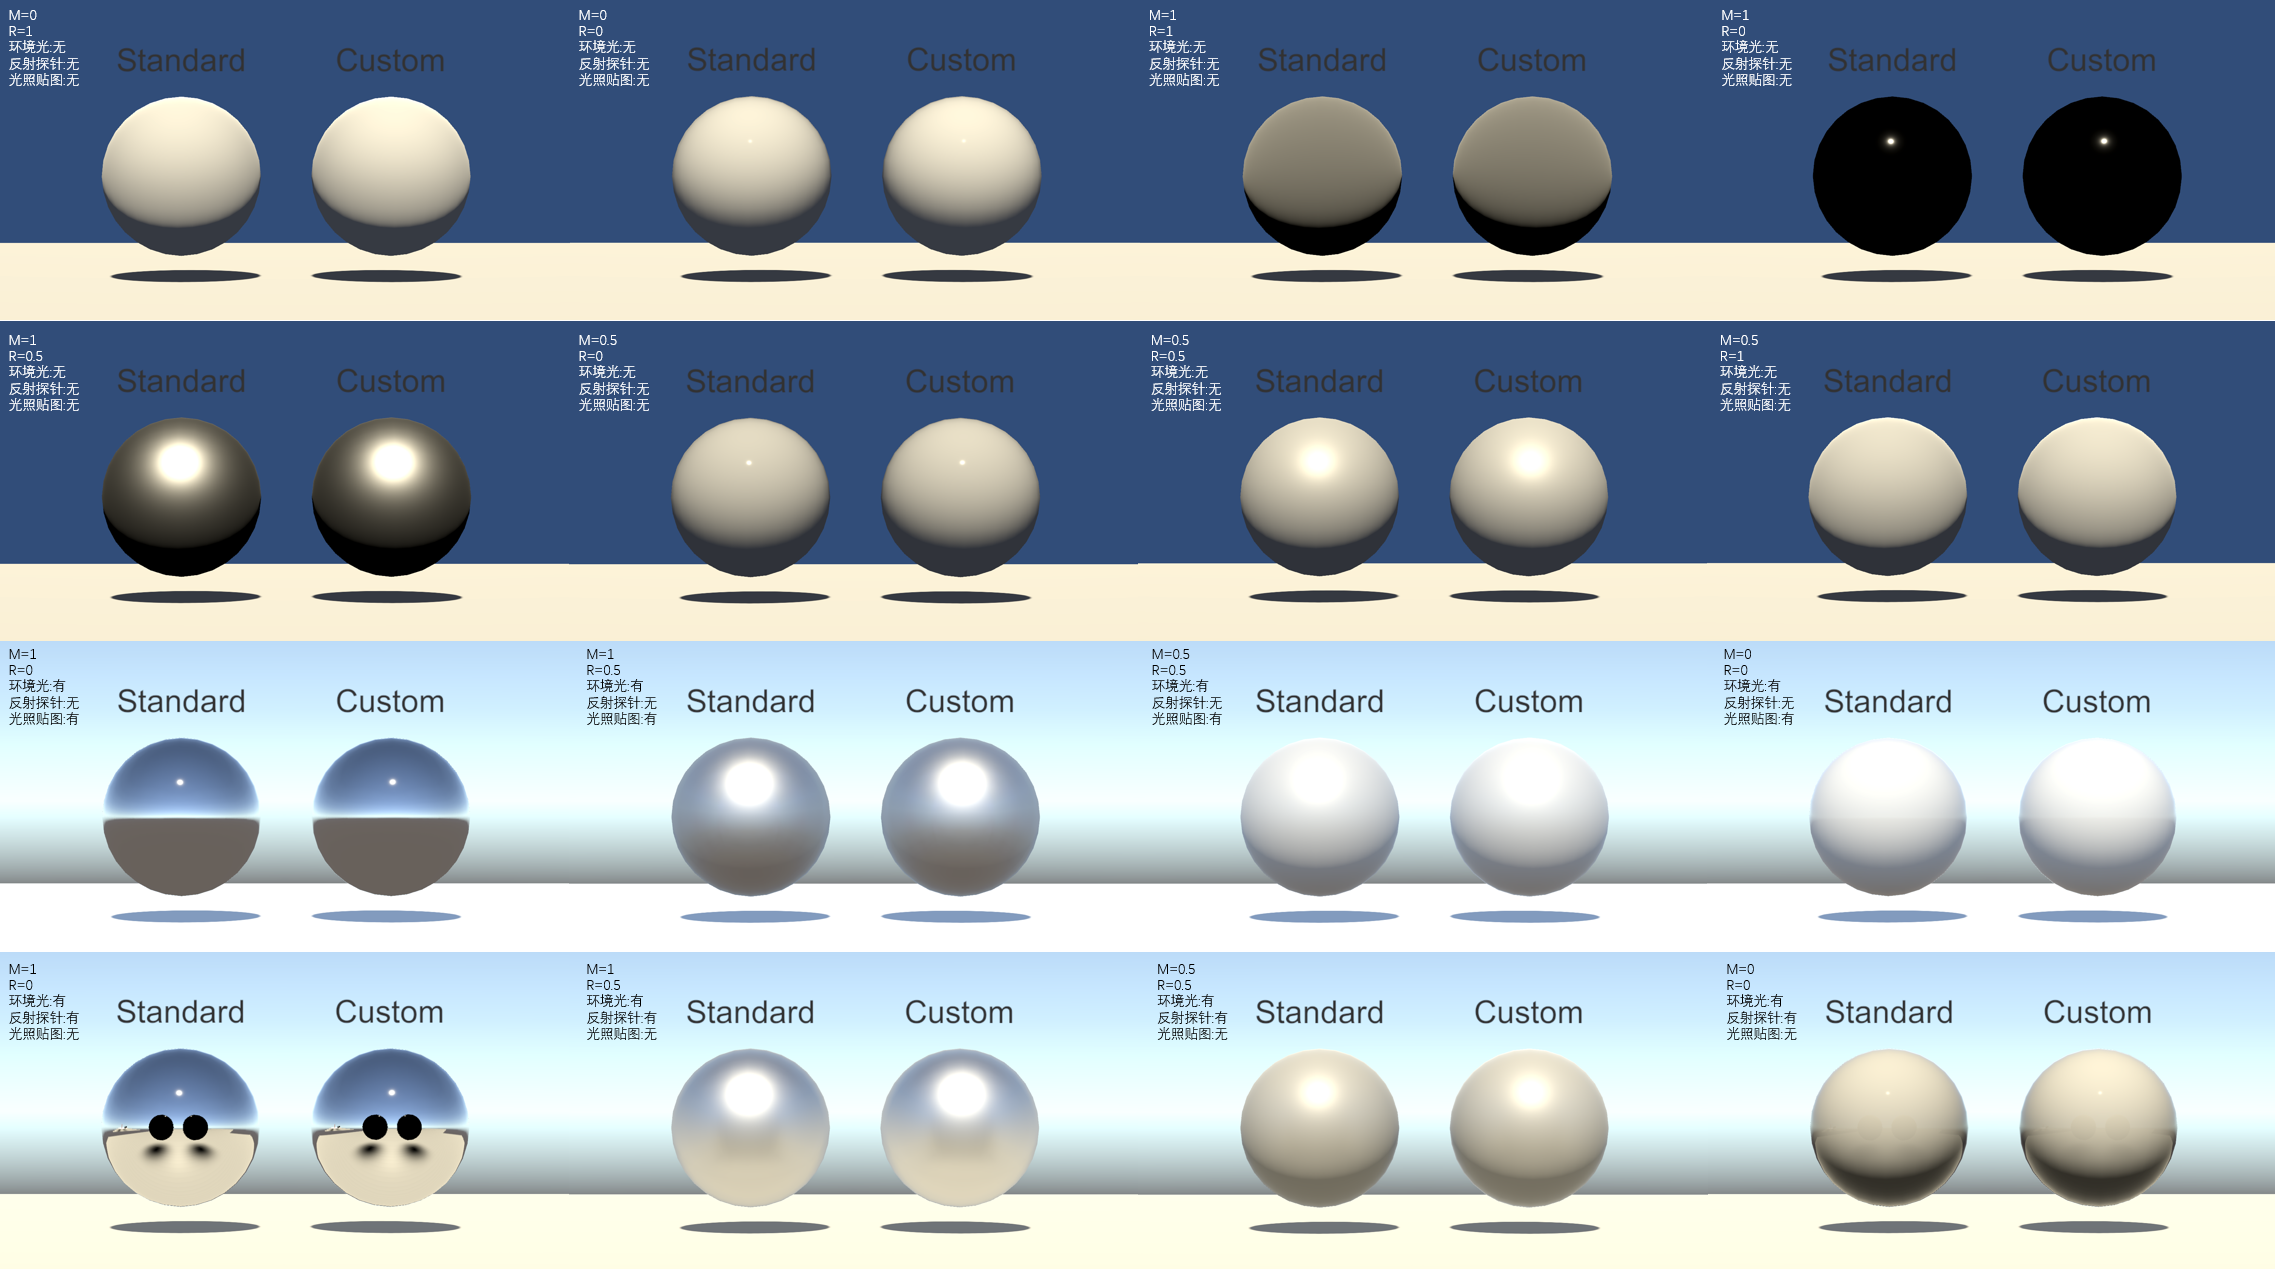 M=0
R=1
环境光:无
反射探针:无
光照贴图:无
Standard
Custom
M=0
R=0
环境光:无
反射探针:无
光照贴图:无
Standard
Custom
M=1
R=1
环境光:无
反射探针:无
光照贴图:无
Standard
Custom
M=1
R=0
环境光:无
反射探针:无
光照贴图:无
Standard
Custom
M=1
R=0.5
环境光:无
反射探针:无
光照贴图:无
Standard
Custom
M=0.5
R=0
环境光:无
反射探针:无
光照贴图:无
Standard
Custom
M=0.5
R=0.5
环境光:无
反射探针:无
光照贴图:无
Standard
Custom
M=0.5
R=1
环境光:无
反射探针:无
光照贴图:无
Standard
Custom
M=1
R=0
环境光:有
反射探针:无
光照贴图:有
Standard
Custom
M=1
R=0.5
环境光:有
反射探针:无
光照贴图:有
Standard
Custom
M=0.5
R=0.5
环境光:有
反射探针:无
光照贴图:有
Standard
Custom
M=0
R=0
环境光:有
反射探针:无
光照贴图:有
Standard
Custom
M=1
R=0
环境光:有
反射探针:有
光照贴图:无
Standard
Custom
M=1
R=0.5
环境光:有
反射探针:有
光照贴图:无
Standard
Custom
M=0.5
R=0.5
环境光:有
反射探针:有
光照贴图:无
Standard
Custom
M=0
R=0
环境光:有
反射探针:有
光照贴图:无
Standard
Custom